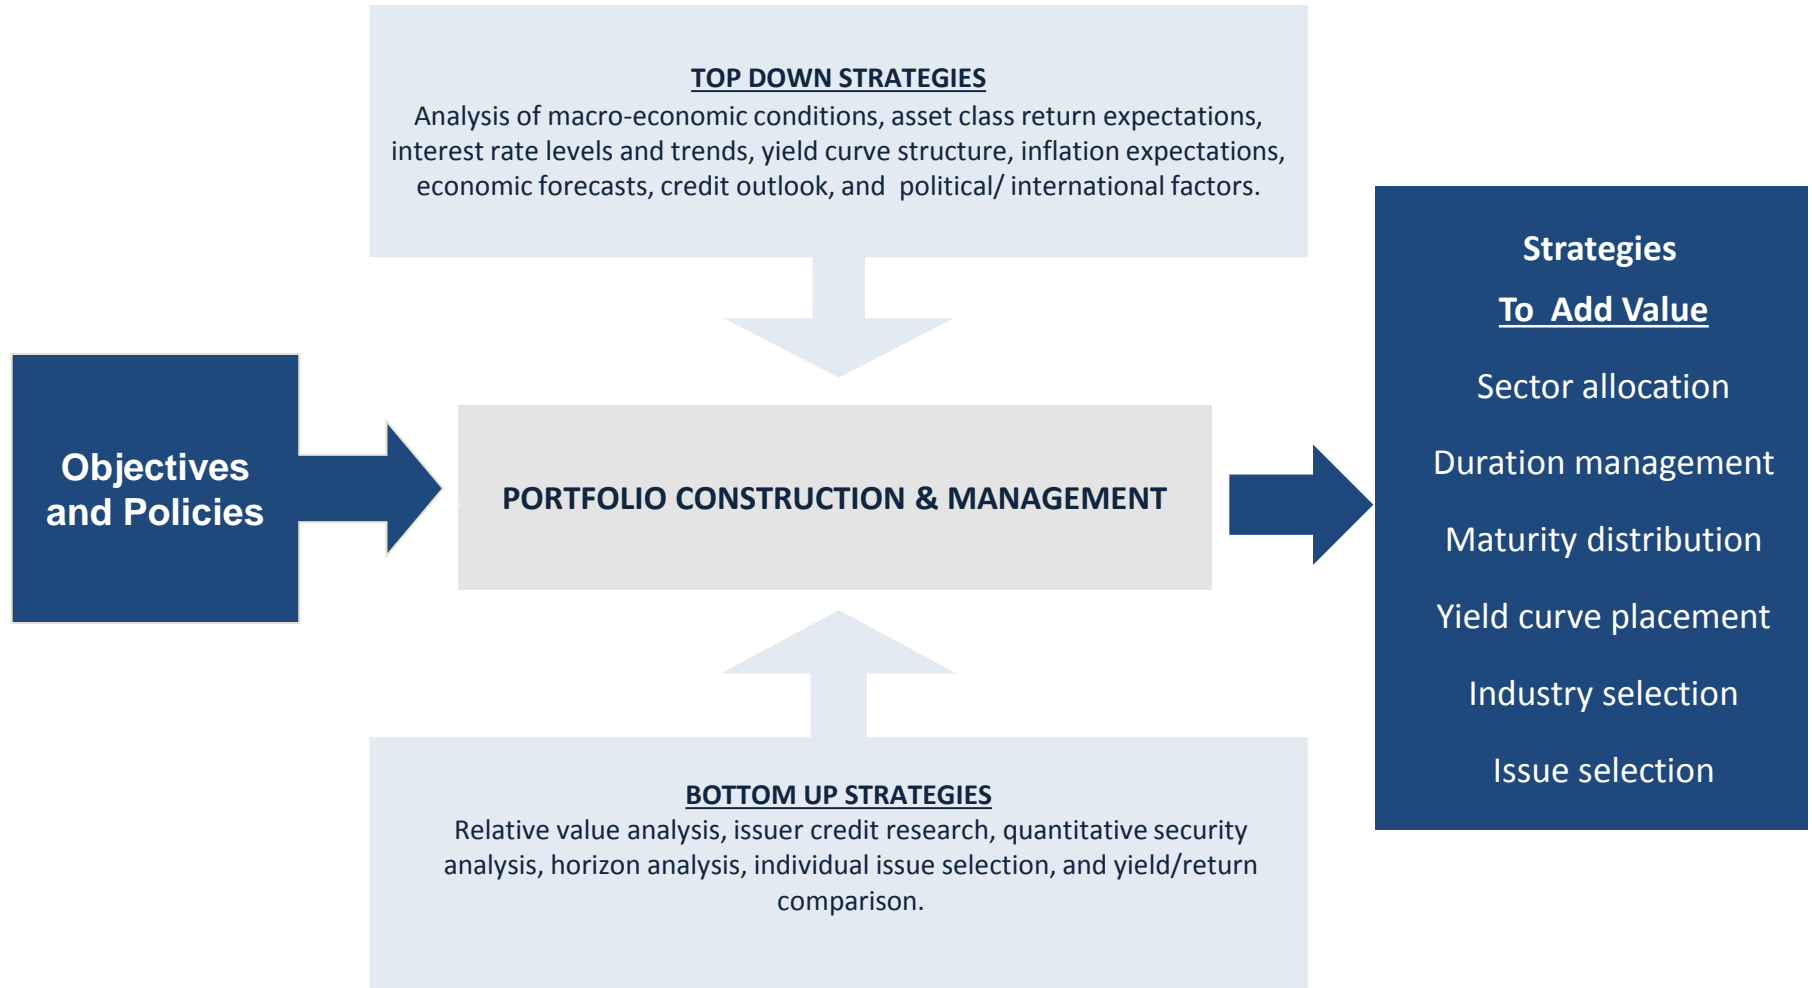 TOP DOWN STRATEGIES
Analysis of macro-economic conditions, asset class return expectations,
interest rate levels and trends, yield curve structure, inflation expectations,
economic forecasts, credit outlook, and  political/ international factors.
Objectives
and Policies
PORTFOLIO CONSTRUCTION & MANAGEMENT
BOTTOM UP STRATEGIES
Relative value analysis, issuer credit research, quantitative security
analysis, horizon analysis, individual issue selection, and yield/return
comparison.
Strategies
To  Add Value
Sector allocation
Duration management
Maturity distribution
Yield curve placement
Industry selection
Issue selection